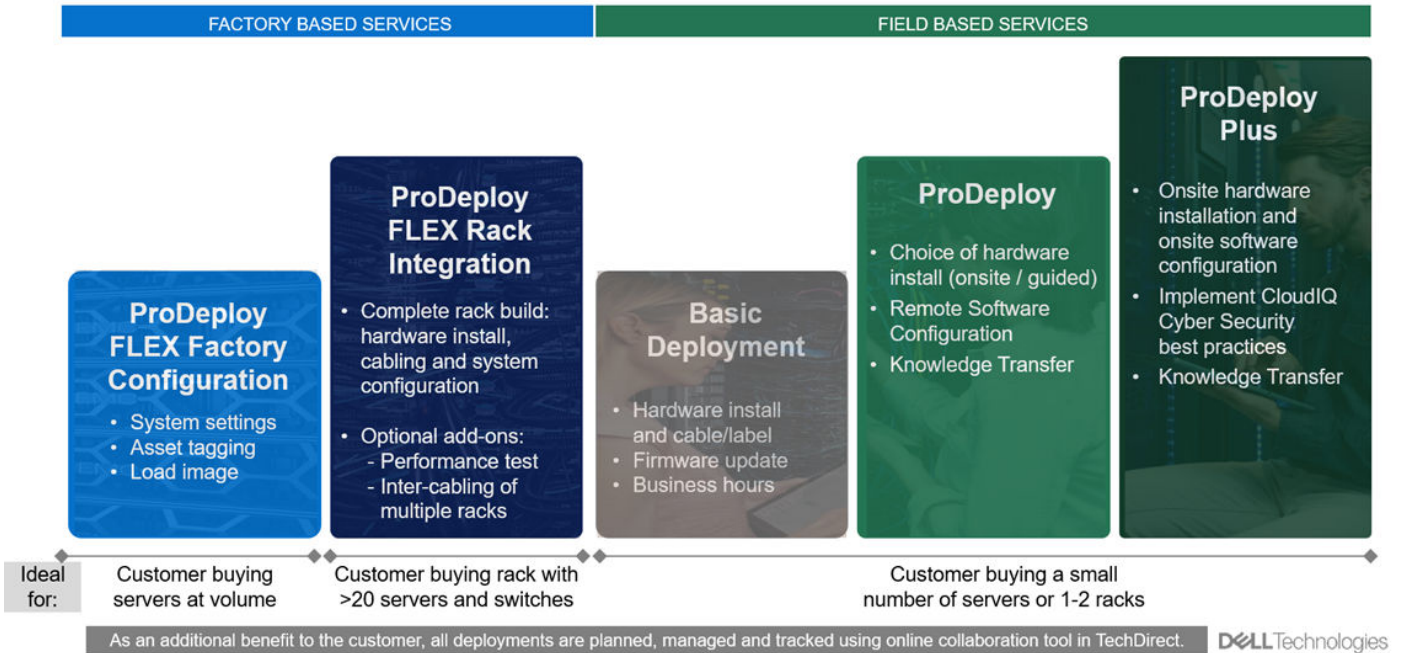 FACTORY BASED SERVICES
FIELD BASED SERVICES
ProDeploy
FLEX Factory
Configuration
• System settings
• Asset tagging
• Load image
ProDeploy
FLEX Rack
Integration
• Complete rack build:
hardware install,
cabling and system
configuration
• Optional add-ons:
- Performance test
- Inter-cabling of
multiple racks
Basic
Deployment
• Hardware install
and cable/label
• Firmware update
• Business hours
ProDeploy
• Choice of hardware
install (onsite / guided)
• Remote Software
Configuration
• Knowledge Transfer
ProDeploy
Plus
• Onsite hardware
installation and
onsite software
configuration
• Implement CloudIQ
Cyber Security
best practices
• Knowledge Transfer
Ideal
for:
Customer buying
servers at volume
Customer buying rack with
>20 servers and switches
Customer buying a small
number of servers or 1-2 racks
As an additional benefit to the customer, all deployments are planned, managed and tracked using online collaboration tool in TechDirect.
DELLTechnologies